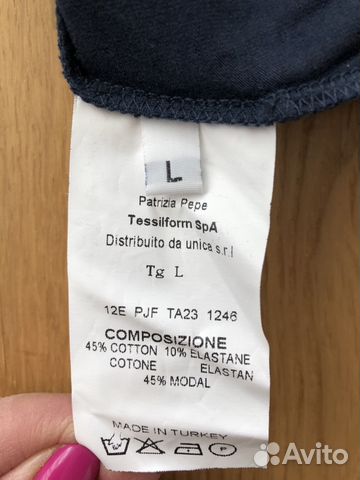 L
Patrizia Pepe
Tessilform SpA
Distribuito da unica s.r.l
Tg L
12E PJF TA23 1246
COMPOSIZIONE
45% COTTON 10% ELASTANE
COTONE ELASTAN
45% MODAL
MADE IN TURKEY
Avito